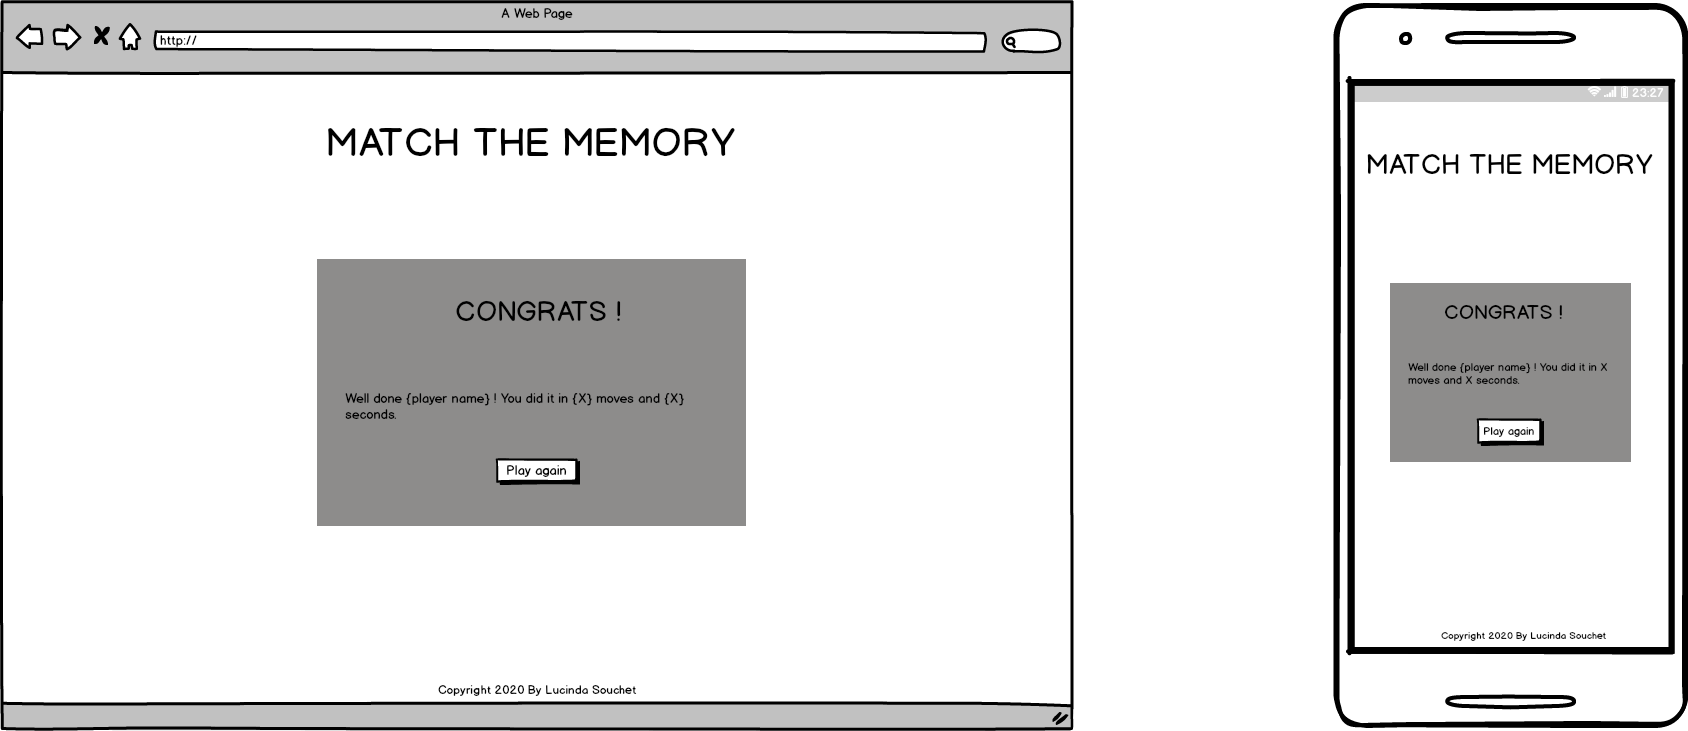 A Web Page
http://
MATCH THE MEMORY
CONGRATS !
Well done {player name} ! You did it in {X} moves and {X}
seconds.
Play again
Copyright 2020 By Lucinda Souchet
23:27
MATCH THE MEMORY
CONGRATS !
Well done {player name} ! You did it in X
moves and X seconds.
Play again
Copyright 2020 By Lucinda Souchet